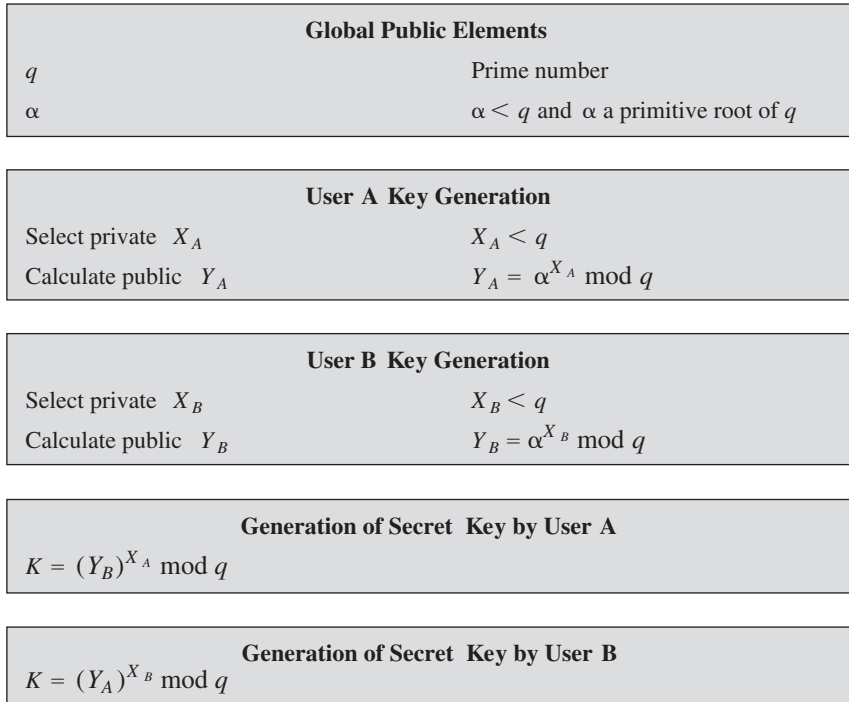 Global Public Elements
q Prime number
α α < q and α a primitive root of q
User A Key Generation
Select private X_A X_A < q
Calculate public Y_A Y_A = α^{X_A} mod q
User B Key Generation
Select private X_B X_B < q
Calculate public Y_B Y_B = α^{X_B} mod q
Generation of Secret Key by User A
K = (Y_B)^{X_A} mod q
Generation of Secret Key by User B
K = (Y_A)^{X_B} mod q